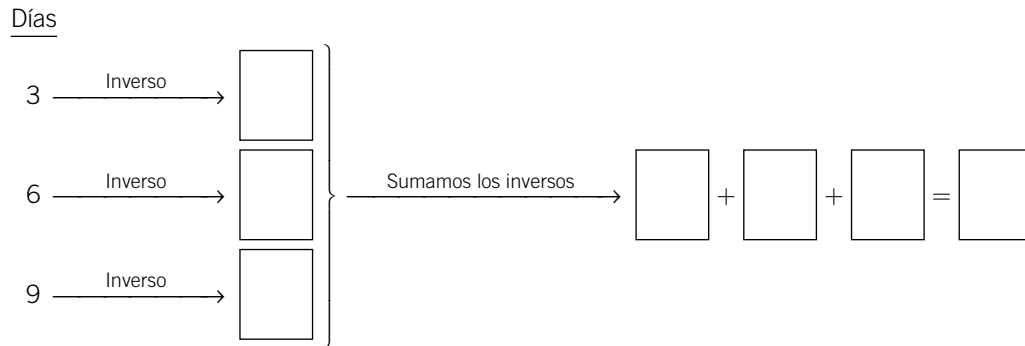 Días
3 Inverso
6 Inverso Sumamos los inversos + + =
9 Inverso